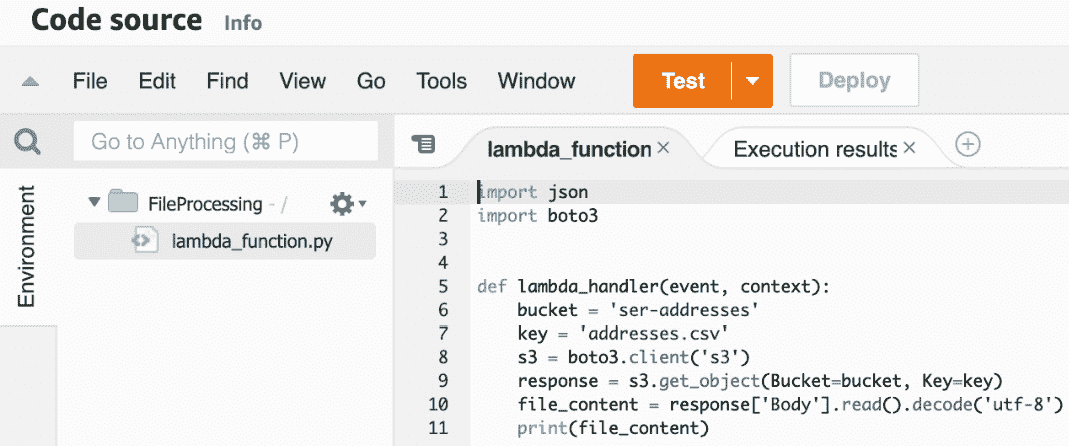 Code source Info
File Edit Find View Go Tools Window Test Deploy
Go to Anything (⌘ P)
lambda_function × Execution results ×
Environment
FileProcessing - /
lambda_function.py
1 import json
2 import boto3
3
4
5 def lambda_handler(event, context):
6 bucket = 'ser-addresses'
7 key = 'addresses.csv'
8 s3 = boto3.client('s3')
9 response = s3.get_object(Bucket=bucket, Key=key)
10 file_content = response['Body'].read().decode('utf-8')
11 print(file_content)